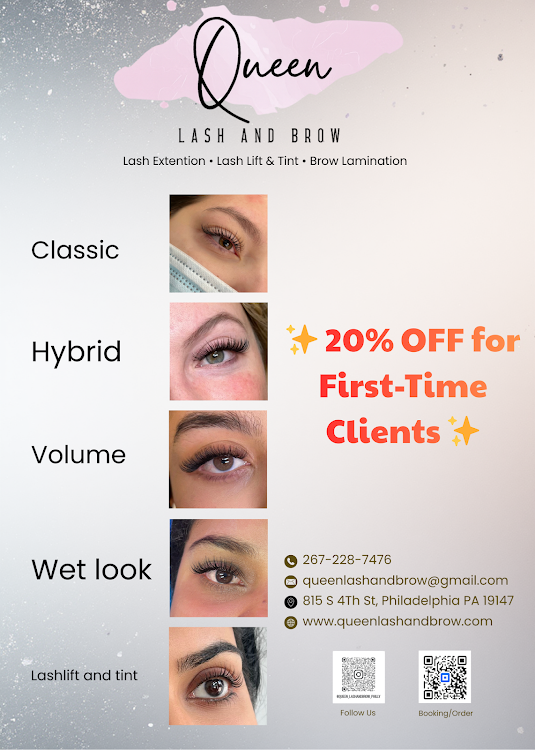 Queen
LASH AND BROW
Lash Extention • Lash Lift & Tint • Brow Lamination
Classic
Hybrid
✨ 20% OFF for
First-Time
Clients ✨
Volume
Wet look
267-228-7476
queenlashandbrow@gmail.com
815 S 4Th St, Philadelphia PA 19147
www.queenlashandbrow.com
Lashlift and tint
@QUEEN_LASHANDBROW_PHILLY
Follow Us
Booking/Order